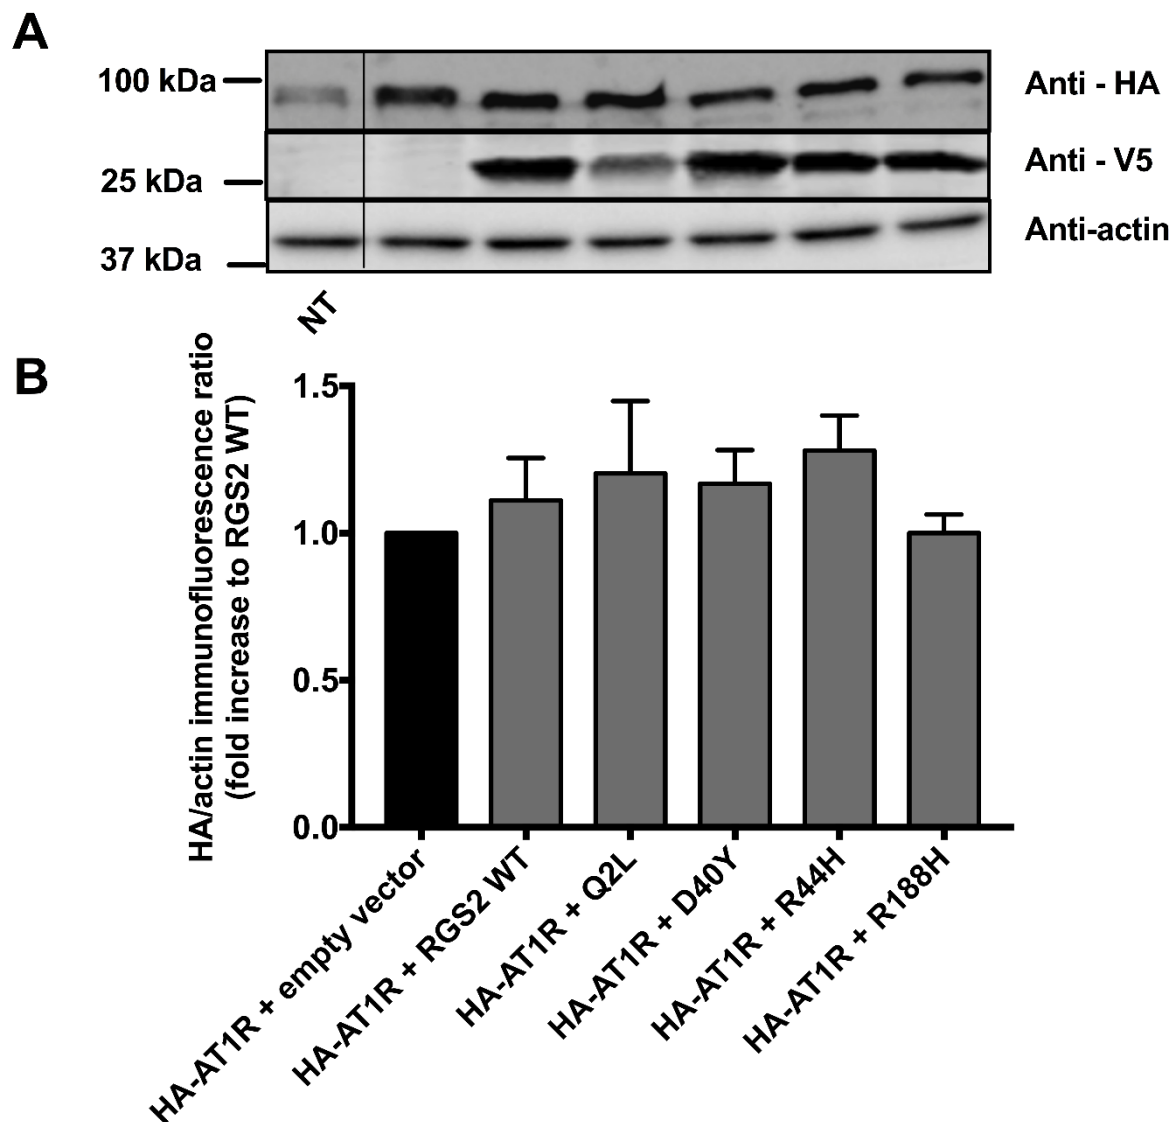 A
100 kDa
Anti - HA
25 kDa
Anti - V5
37 kDa
Anti-actin
NT
B
HA/actin immunofluorescence ratio
(fold increase to RGS2 WT)
1.5
1.0
0.5
0.0
HA-AT1R + empty vector
HA-AT1R + RGS2 WT
HA-AT1R + Q2L
HA-AT1R + D40Y
HA-AT1R + R44H
HA-AT1R + R188H